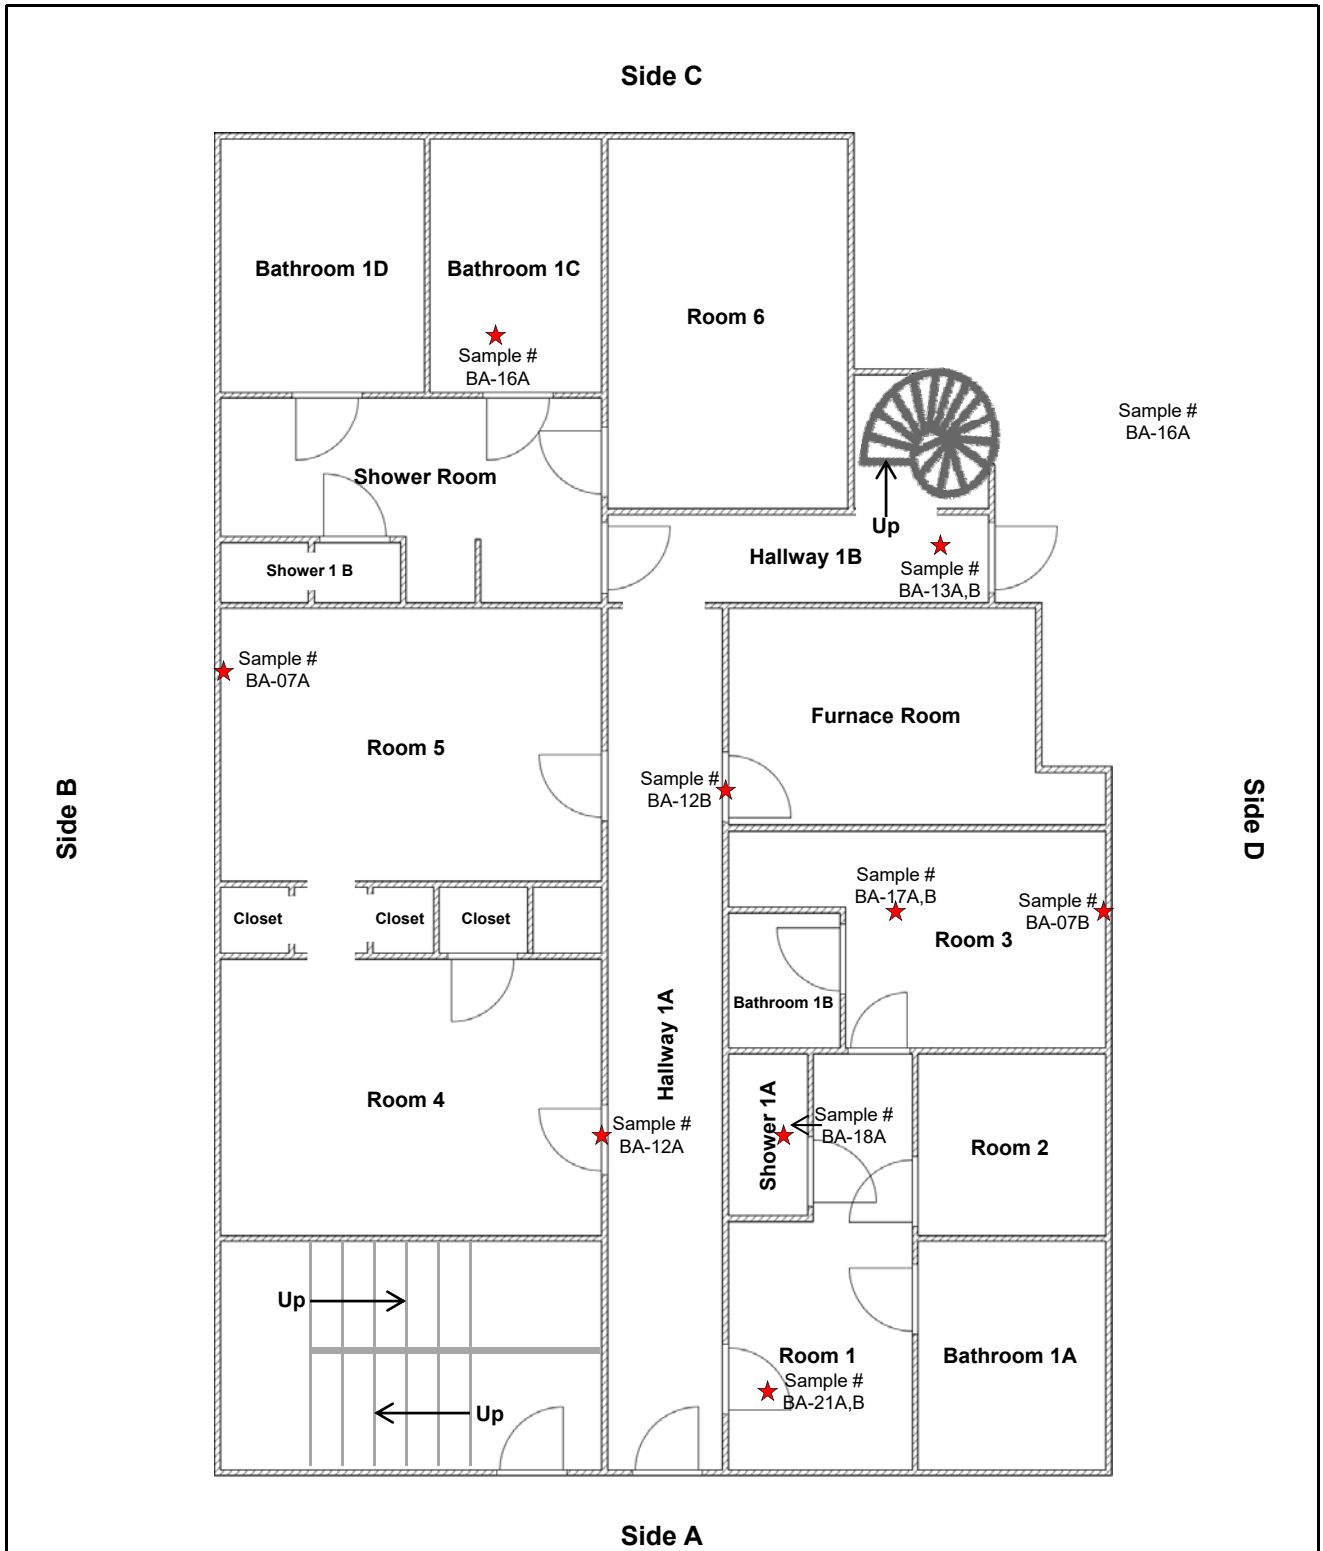 Side C
Bathroom 1D
Bathroom 1C
Room 6
Sample #
BA-16A
Sample #
BA-16A
Shower Room
Up
Hallway 1B
Shower 1 B
Sample #
BA-13A,B
Sample #
BA-07A
Furnace Room
Room 5
Sample #
BA-12B
Side B
Side D
Sample #
BA-17A,B
Sample #
BA-07B
Closet
Closet
Closet
Room 3
Bathroom 1B
Hallway 1A
Room 4
Shower 1A
Sample #
BA-18A
Sample #
BA-12A
Room 2
Up
Room 1
Bathroom 1A
Sample #
BA-21A,B
Up
Side A